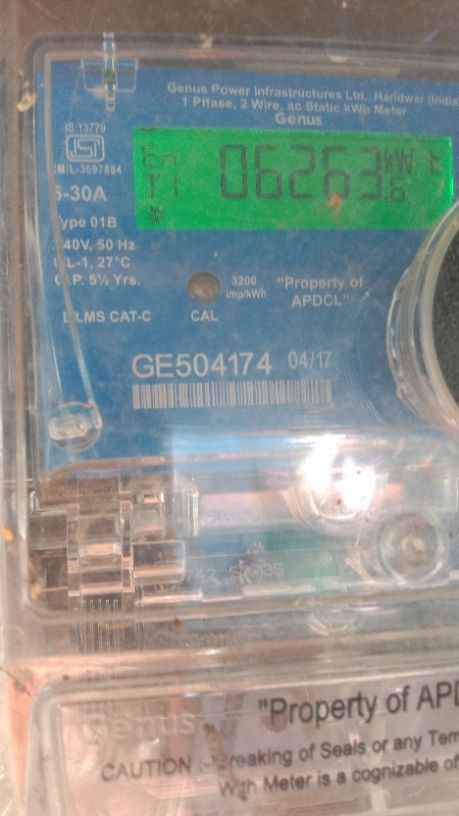 Genus Power Infrastructures Ltd., Haridwar (India)
1 Phase, 2 Wire, ac Static kWh Meter
Genus
IS 13779
ISI
CM/L-3097864
5-30A
Type 01B
240V, 50 Hz
CL-1, 27°C
G.P. 5½ Yrs.
DLMS CAT-C
En 06263 kW
T1 6
3200
imp/kWh
"Property of
APDCL"
CAL
GE504174 04/17
Genus
"Property of APD
CAUTION :- Breaking of Seals or any Tem
With Meter is a cognizable of